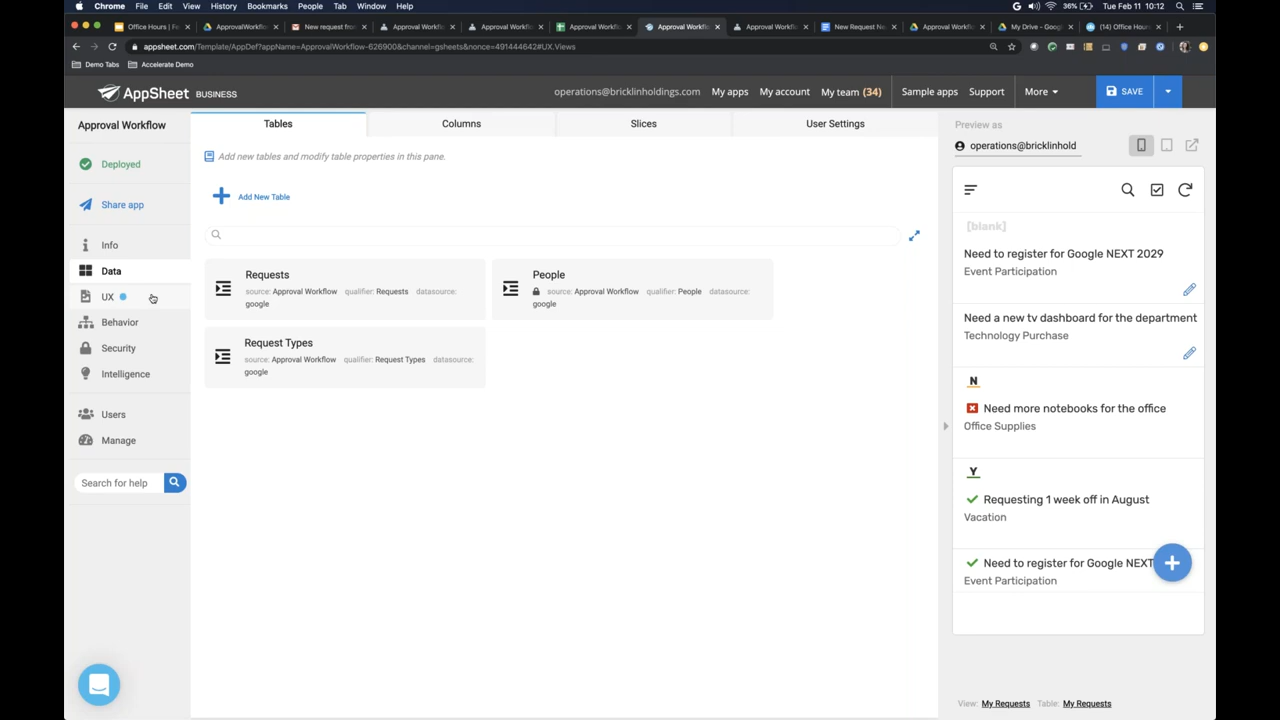 Chrome File Edit View History Bookmarks People Tab Window Help 36% Tue Feb 11 10:12
Office Hours | Fe ApprovalWorkflow New request from Approval Workfl Approval Workfl Approval Workfl Approval Workfl Approval Workfl New Request Ne ApprovalWorkfl My Drive - Googl (14) Office Hour
appsheet.com/Template/AppDef?appName=ApprovalWorkflow-626900&channel=gsheets&nonce=491444642#UX.Views
Demo Tabs Accelerate Demo
AppSheet BUSINESS operations@bricklinholdings.com My apps My account My team (34) Sample apps Support More SAVE
Approval Workflow
Deployed
Share app
Info
Data
UX
Behavior
Security
Intelligence
Users
Manage
Search for help
Tables Columns Slices User Settings
Add new tables and modify table properties in this pane.
Add New Table
Requests
source: Approval Workflow qualifier: Requests datasource:
google
People
source: Approval Workflow qualifier: People datasource:
google
Request Types
source: Approval Workflow qualifier: Request Types datasource:
google
Preview as
operations@bricklinhold
[blank]
Need to register for Google NEXT 2029
Event Participation
Need a new tv dashboard for the department
Technology Purchase
N
Need more notebooks for the office
Office Supplies
Y
Requesting 1 week off in August
Vacation
Need to register for Google NEXT
Event Participation
View: My Requests Table: My Requests